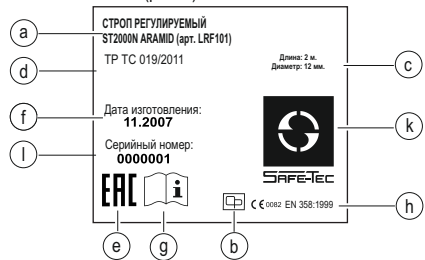 СТРОП РЕГУЛИРУЕМЫЙ
ST2000N ARAMID (арт. LRF101)
ТР ТС 019/2011
Длина: 2 м.
Диаметр: 12 мм.
Дата изготовления:
11.2007
Серийный номер:
0000001
SAFE-TEC
EAC
i
CE 0082 EN 358:1999
a
d
f
l
c
k
h
e
g
b